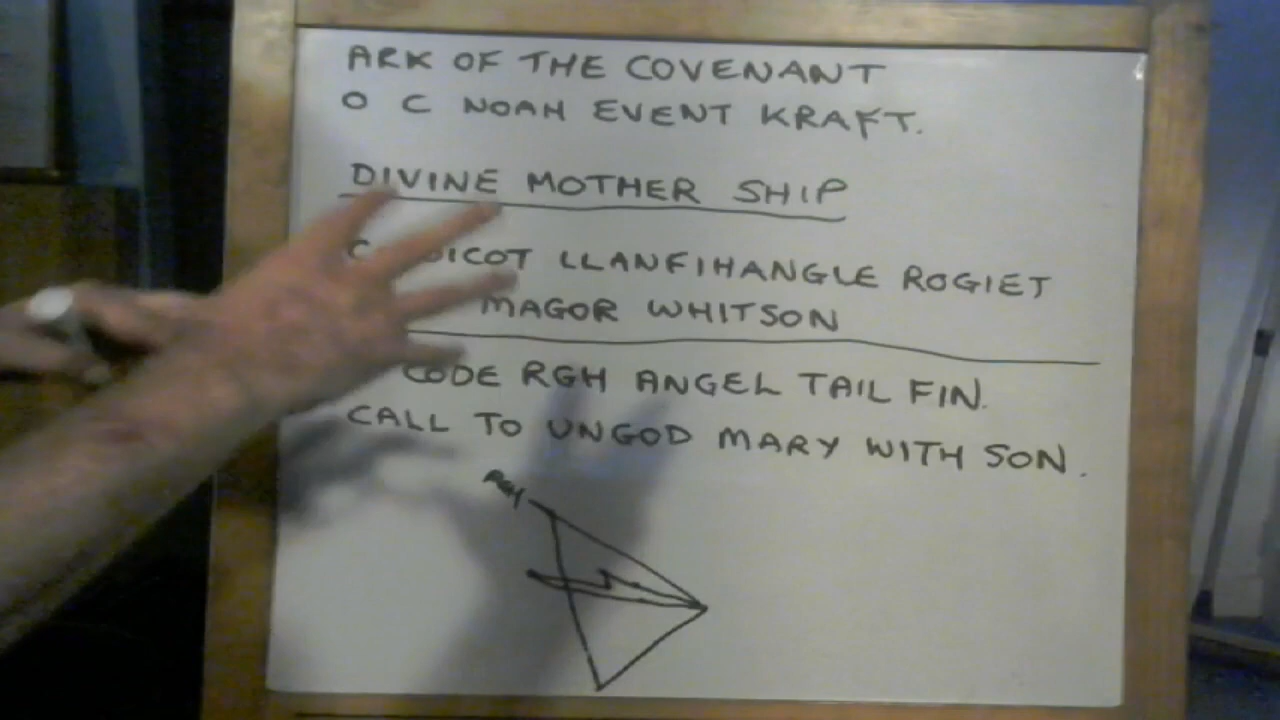 ARK OF THE COVENANT
O C NOAH EVENT KRAFT.
DIVINE MOTHER SHIP
LLANFIHANGLE ROGIET
MAGOR WHITSON
CODE RGH ANGEL TAIL FIN.
CALL TO UNGOD MARY WITH SON.
RGH